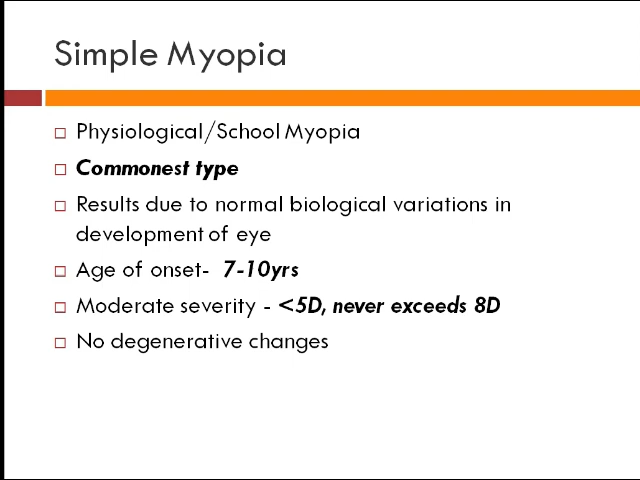 Simple Myopia
Physiological/School Myopia
Commonest type
Results due to normal biological variations in
development of eye
Age of onset- 7-10yrs
Moderate severity - <5D, never exceeds 8D
No degenerative changes